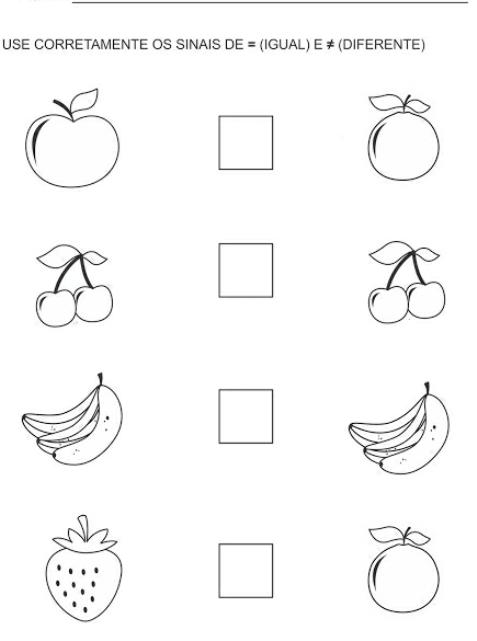 USE CORRETAMENTE OS SINAIS DE = (IGUAL) E ≠ (DIFERENTE)